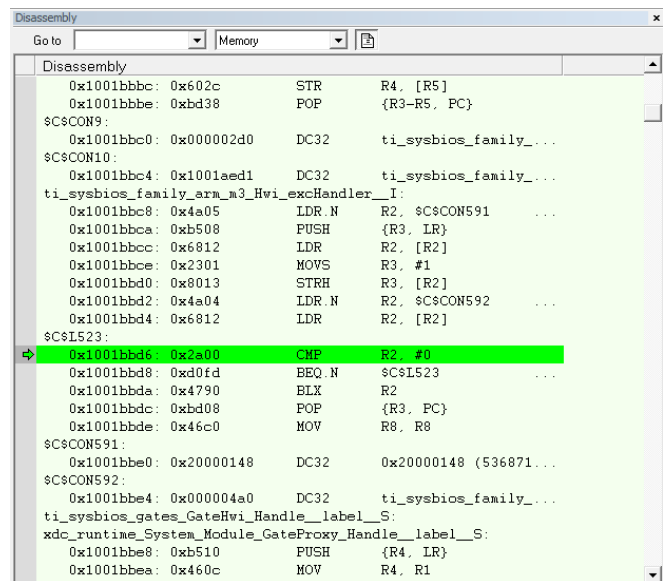 Disassembly
Go to Memory
Disassembly
0x1001bbbc: 0x602c STR R4, [R5]
0x1001bbbe: 0xbd38 POP {R3-R5, PC}
$C$CON9:
0x1001bbc0: 0x000002d0 DC32 ti_sysbios_family_...
$C$CON10:
0x1001bbc4: 0x1001aed1 DC32 ti_sysbios_family_...
ti_sysbios_family_arm_m3_Hwi_excHandler__I:
0x1001bbc8: 0x4a05 LDR.N R2, $C$CON591 ...
0x1001bbca: 0xb508 PUSH {R3, LR}
0x1001bbcc: 0x6812 LDR R2, [R2]
0x1001bbce: 0x2301 MOVS R3, #1
0x1001bbd0: 0x8013 STRH R3, [R2]
0x1001bbd2: 0x4a04 LDR.N R2, $C$CON592 ...
0x1001bbd4: 0x6812 LDR R2, [R2]
$C$L523:
0x1001bbd6: 0x2a00 CMP R2, #0
0x1001bbd8: 0xd0fd BEQ.N $C$L523 ...
0x1001bbda: 0x4790 BLX R2
0x1001bbdc: 0xbd08 POP {R3, PC}
0x1001bbde: 0x46c0 MOV R8, R8
$C$CON591:
0x1001bbe0: 0x20000148 DC32 0x20000148 (536871...
$C$CON592:
0x1001bbe4: 0x000004a0 DC32 ti_sysbios_family_...
ti_sysbios_gates_GateHwi_Handle__label__S:
xdc_runtime_System_Module_GateProxy_Handle__label__S:
0x1001bbe8: 0xb510 PUSH {R4, LR}
0x1001bbea: 0x460c MOV R4, R1